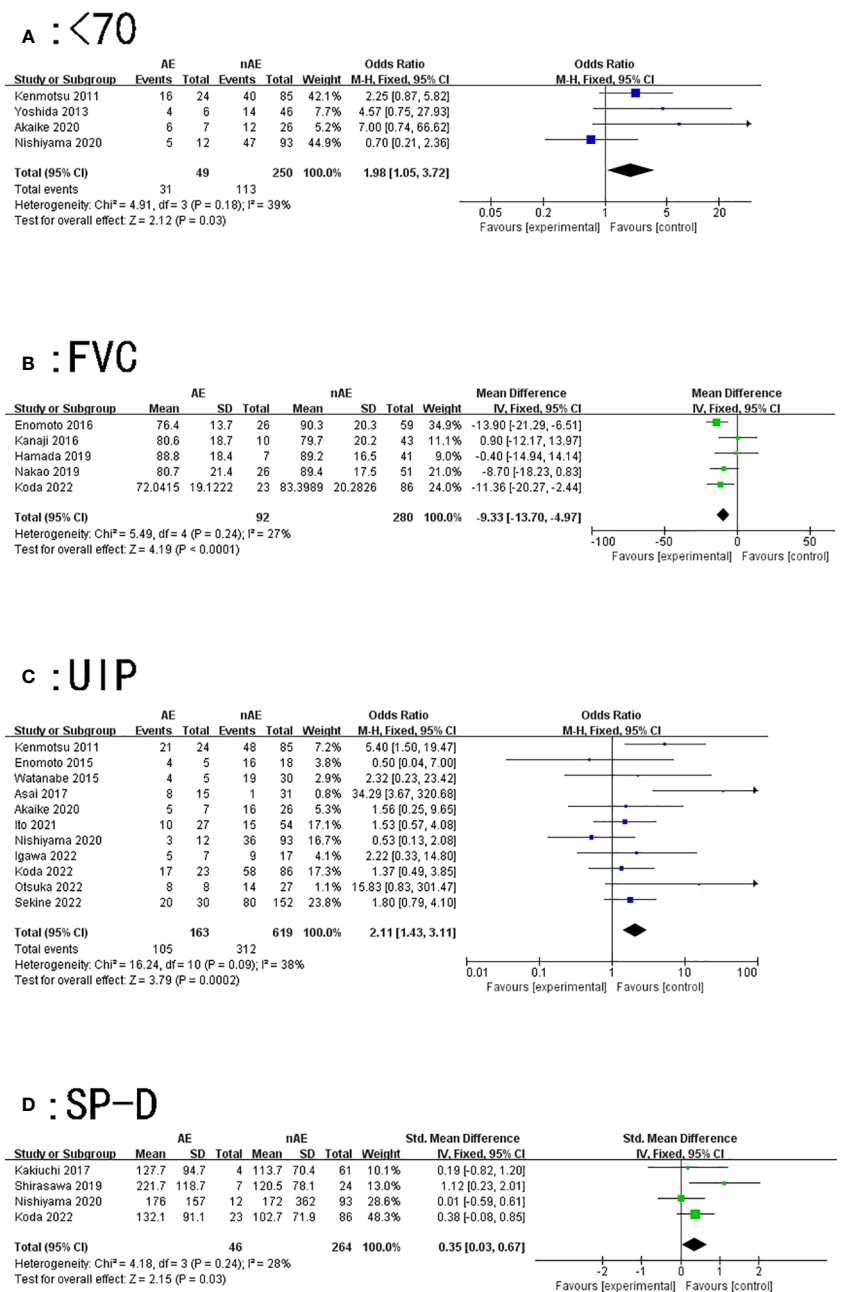 A :<70
AE nAE Odds Ratio Odds Ratio
Study or Subgroup Events Total Events Total Weight M-H, Fixed, 95% CI M-H, Fixed, 95% CI
Kenmotsu 2011 16 24 40 85 42.1% 2.25 [0.87, 5.82]
Yoshida 2013 4 6 14 46 7.7% 4.57 [0.75, 27.93]
Akaike 2020 6 7 12 26 5.2% 7.00 [0.74, 66.62]
Nishiyama 2020 5 12 47 93 44.9% 0.70 [0.21, 2.36]
Total (95% CI) 49 250 100.0% 1.98 [1.05, 3.72]
Total events 31 113
Heterogeneity: Chi² = 4.91, df = 3 (P = 0.18); I² = 39%
Test for overall effect: Z = 2.12 (P = 0.03)
0.05 0.2 1 5 20
Favours [experimental] Favours [control]
B :FVC
AE nAE Mean Difference Mean Difference
Study or Subgroup Mean SD Total Mean SD Total Weight IV, Fixed, 95% CI IV, Fixed, 95% CI
Enomoto 2016 76.4 13.7 26 90.3 20.3 59 34.9% -13.90 [-21.29, -6.51]
Kanaji 2016 80.6 18.7 10 79.7 20.2 43 11.1% 0.90 [-12.17, 13.97]
Hamada 2019 88.8 18.4 7 89.2 16.5 41 9.0% -0.40 [-14.94, 14.14]
Nakao 2019 80.7 21.4 26 89.4 17.5 51 21.0% -8.70 [-18.23, 0.83]
Koda 2022 72.0415 19.1222 23 83.3989 20.2826 86 24.0% -11.36 [-20.27, -2.44]
Total (95% CI) 92 280 100.0% -9.33 [-13.70, -4.97]
Heterogeneity: Chi² = 5.49, df = 4 (P = 0.24); I² = 27%
Test for overall effect: Z = 4.19 (P < 0.0001)
-100 -50 0 50
Favours [experimental] Favours [control]
C :UIP
AE nAE Odds Ratio Odds Ratio
Study or Subgroup Events Total Events Total Weight M-H, Fixed, 95% CI M-H, Fixed, 95% CI
Kenmotsu 2011 21 24 48 85 7.2% 5.40 [1.50, 19.47]
Enomoto 2015 4 5 16 18 3.8% 0.50 [0.04, 7.00]
Watanabe 2015 4 5 19 30 2.9% 2.32 [0.23, 23.42]
Asai 2017 8 15 1 31 0.8% 34.29 [3.67, 320.68]
Akaike 2020 5 7 16 26 5.2% 1.56 [0.25, 9.65]
Ito 2021 10 27 15 54 17.1% 1.53 [0.57, 4.08]
Nishiyama 2020 3 12 36 93 16.7% 0.53 [0.13, 2.08]
Igawa 2022 5 7 9 17 4.1% 2.22 [0.33, 14.80]
Koda 2022 17 23 58 86 17.3% 1.37 [0.49, 3.85]
Otsuka 2022 8 8 14 27 1.1% 15.83 [0.83, 301.47]
Sekine 2022 20 30 80 152 23.8% 1.80 [0.79, 4.10]
Total (95% CI) 163 619 100.0% 2.11 [1.43, 3.11]
Total events 105 312
Heterogeneity: Chi² = 16.24, df = 10 (P = 0.09); I² = 38%
Test for overall effect: Z = 3.79 (P = 0.0002)
0.01 0.1 1 10 100
Favours [experimental] Favours [control]
D :SP-D
AE nAE Std. Mean Difference Std. Mean Difference
Study or Subgroup Mean SD Total Mean SD Total Weight IV, Fixed, 95% CI IV, Fixed, 95% CI
Kakiuchi 2017 127.7 94.7 4 113.7 70.4 61 10.1% 0.19 [-0.82, 1.20]
Shirasawa 2019 221.7 118.7 7 120.5 78.1 24 13.0% 1.12 [0.23, 2.01]
Nishiyama 2020 176 157 12 172 362 93 28.6% 0.01 [-0.59, 0.61]
Koda 2022 132.1 91.1 23 102.7 71.9 86 48.3% 0.38 [-0.08, 0.85]
Total (95% CI) 46 264 100.0% 0.35 [0.03, 0.67]
Heterogeneity: Chi² = 4.18, df = 3 (P = 0.24); I² = 28%
Test for overall effect: Z = 2.15 (P = 0.03)
-2 -1 0 1 2
Favours [experimental] Favours [control]